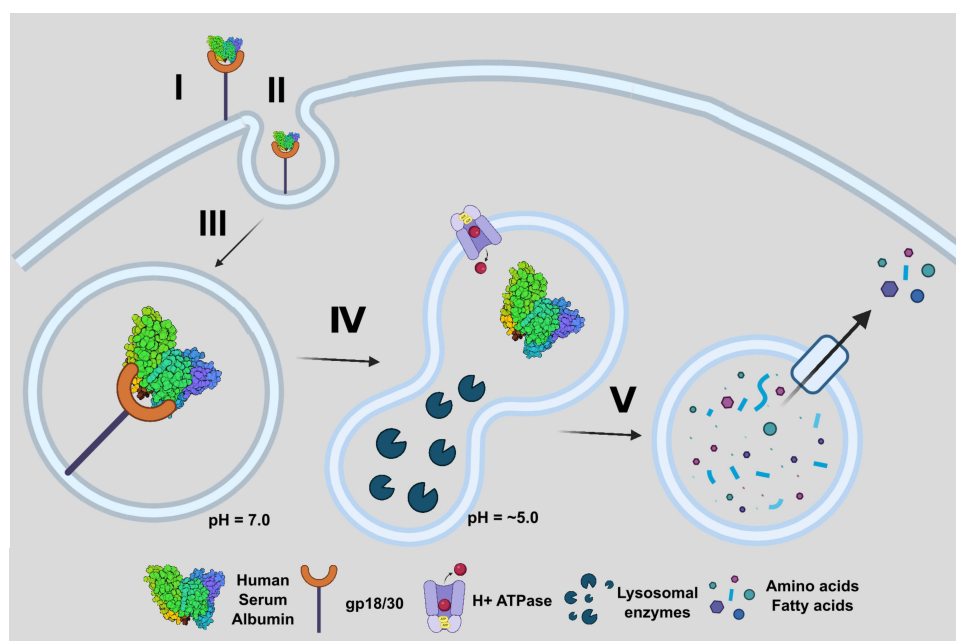 I
II
III
IV
V
pH = 7.0
pH = ~5.0
Human
Serum
Albumin
gp18/30
H+ ATPase
Lysosomal
enzymes
Amino acids
Fatty acids